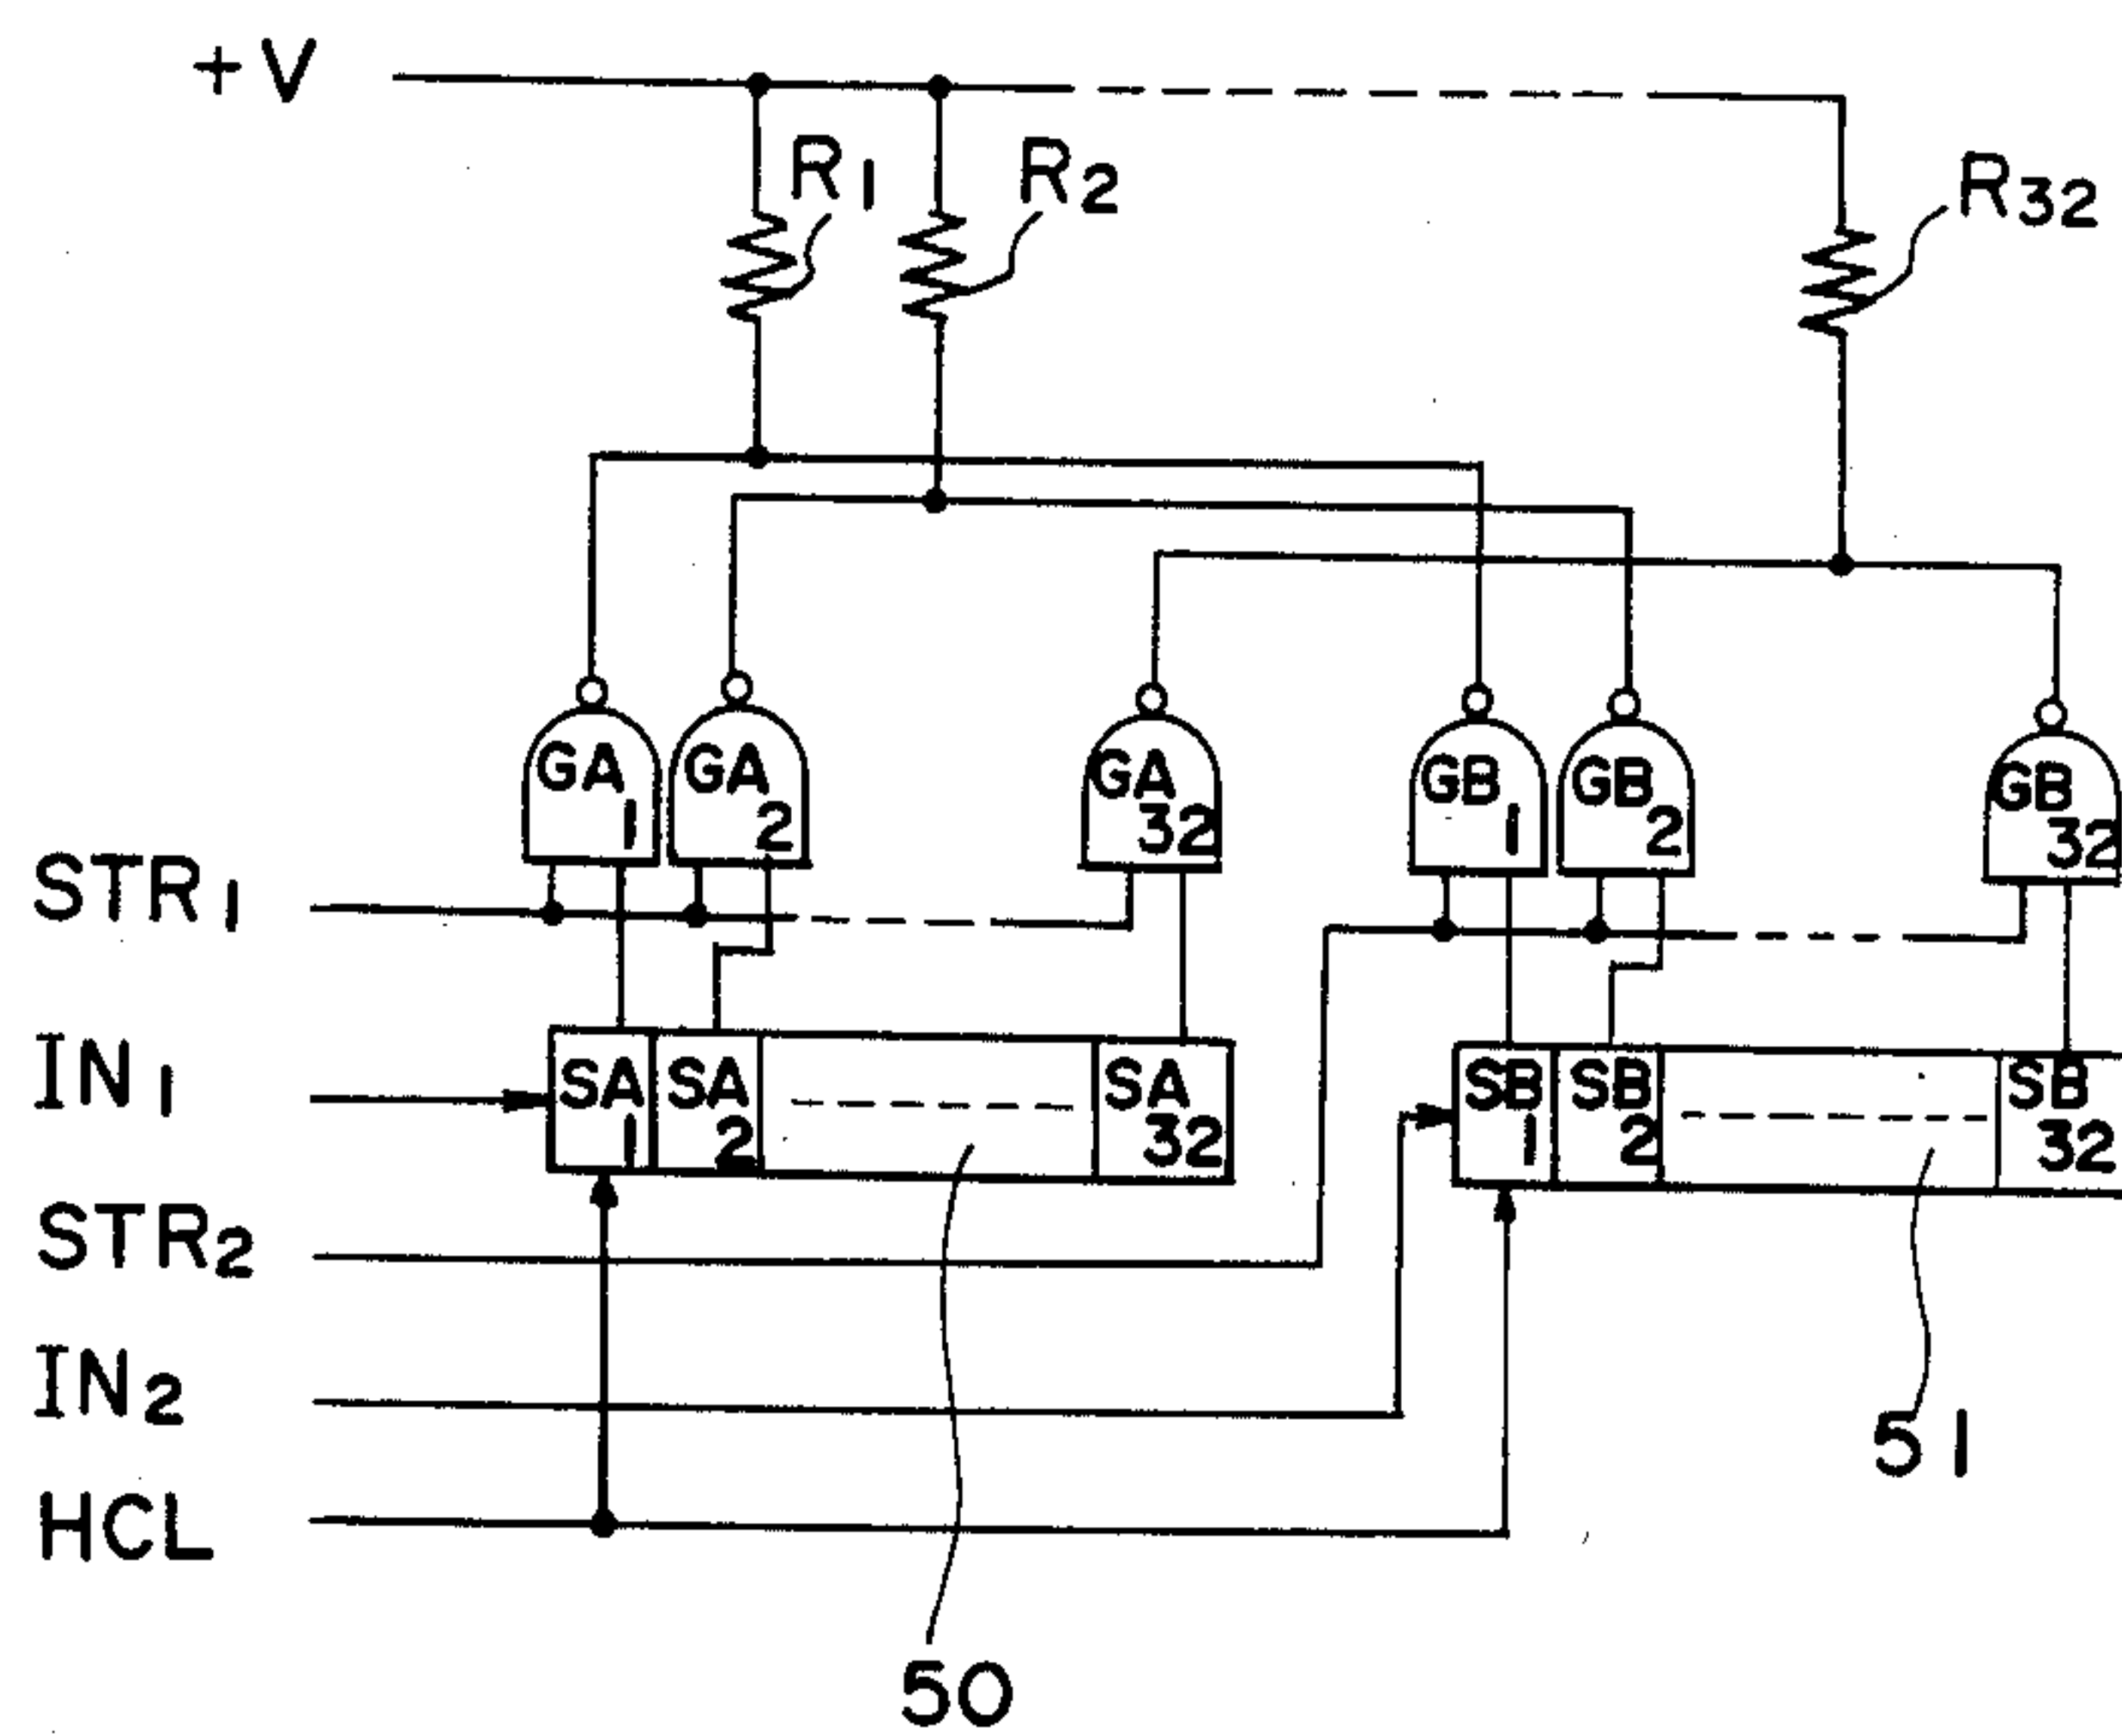 +V
R1
R2
R32
GA1
GA2
GA32
GB1
GB2
GB32
STR1
IN1
SA1
SA2
SA32
SB1
SB2
SB32
STR2
IN2
51
HCL
50